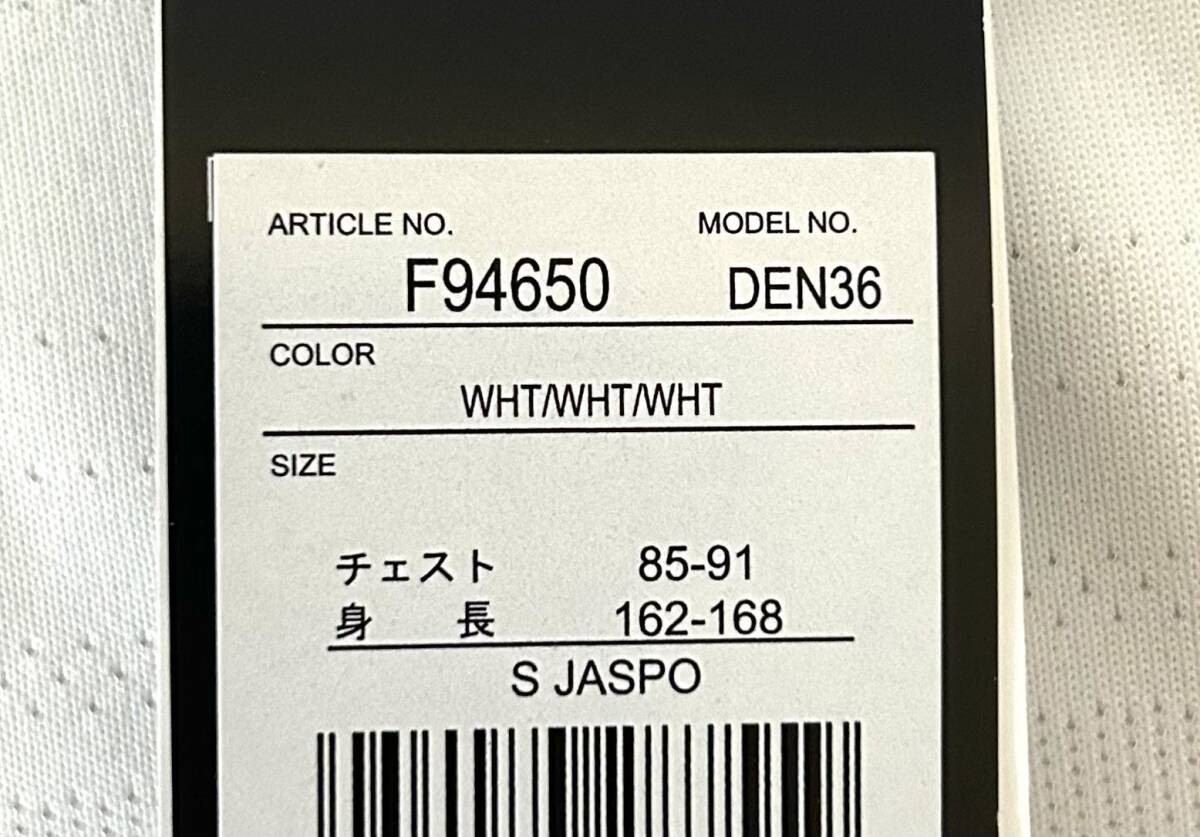 ARTICLE NO. MODEL NO.
F94650 DEN36
COLOR
WHT/WHT/WHT
SIZE
チェスト 85-91
身 長 162-168
S JASPO